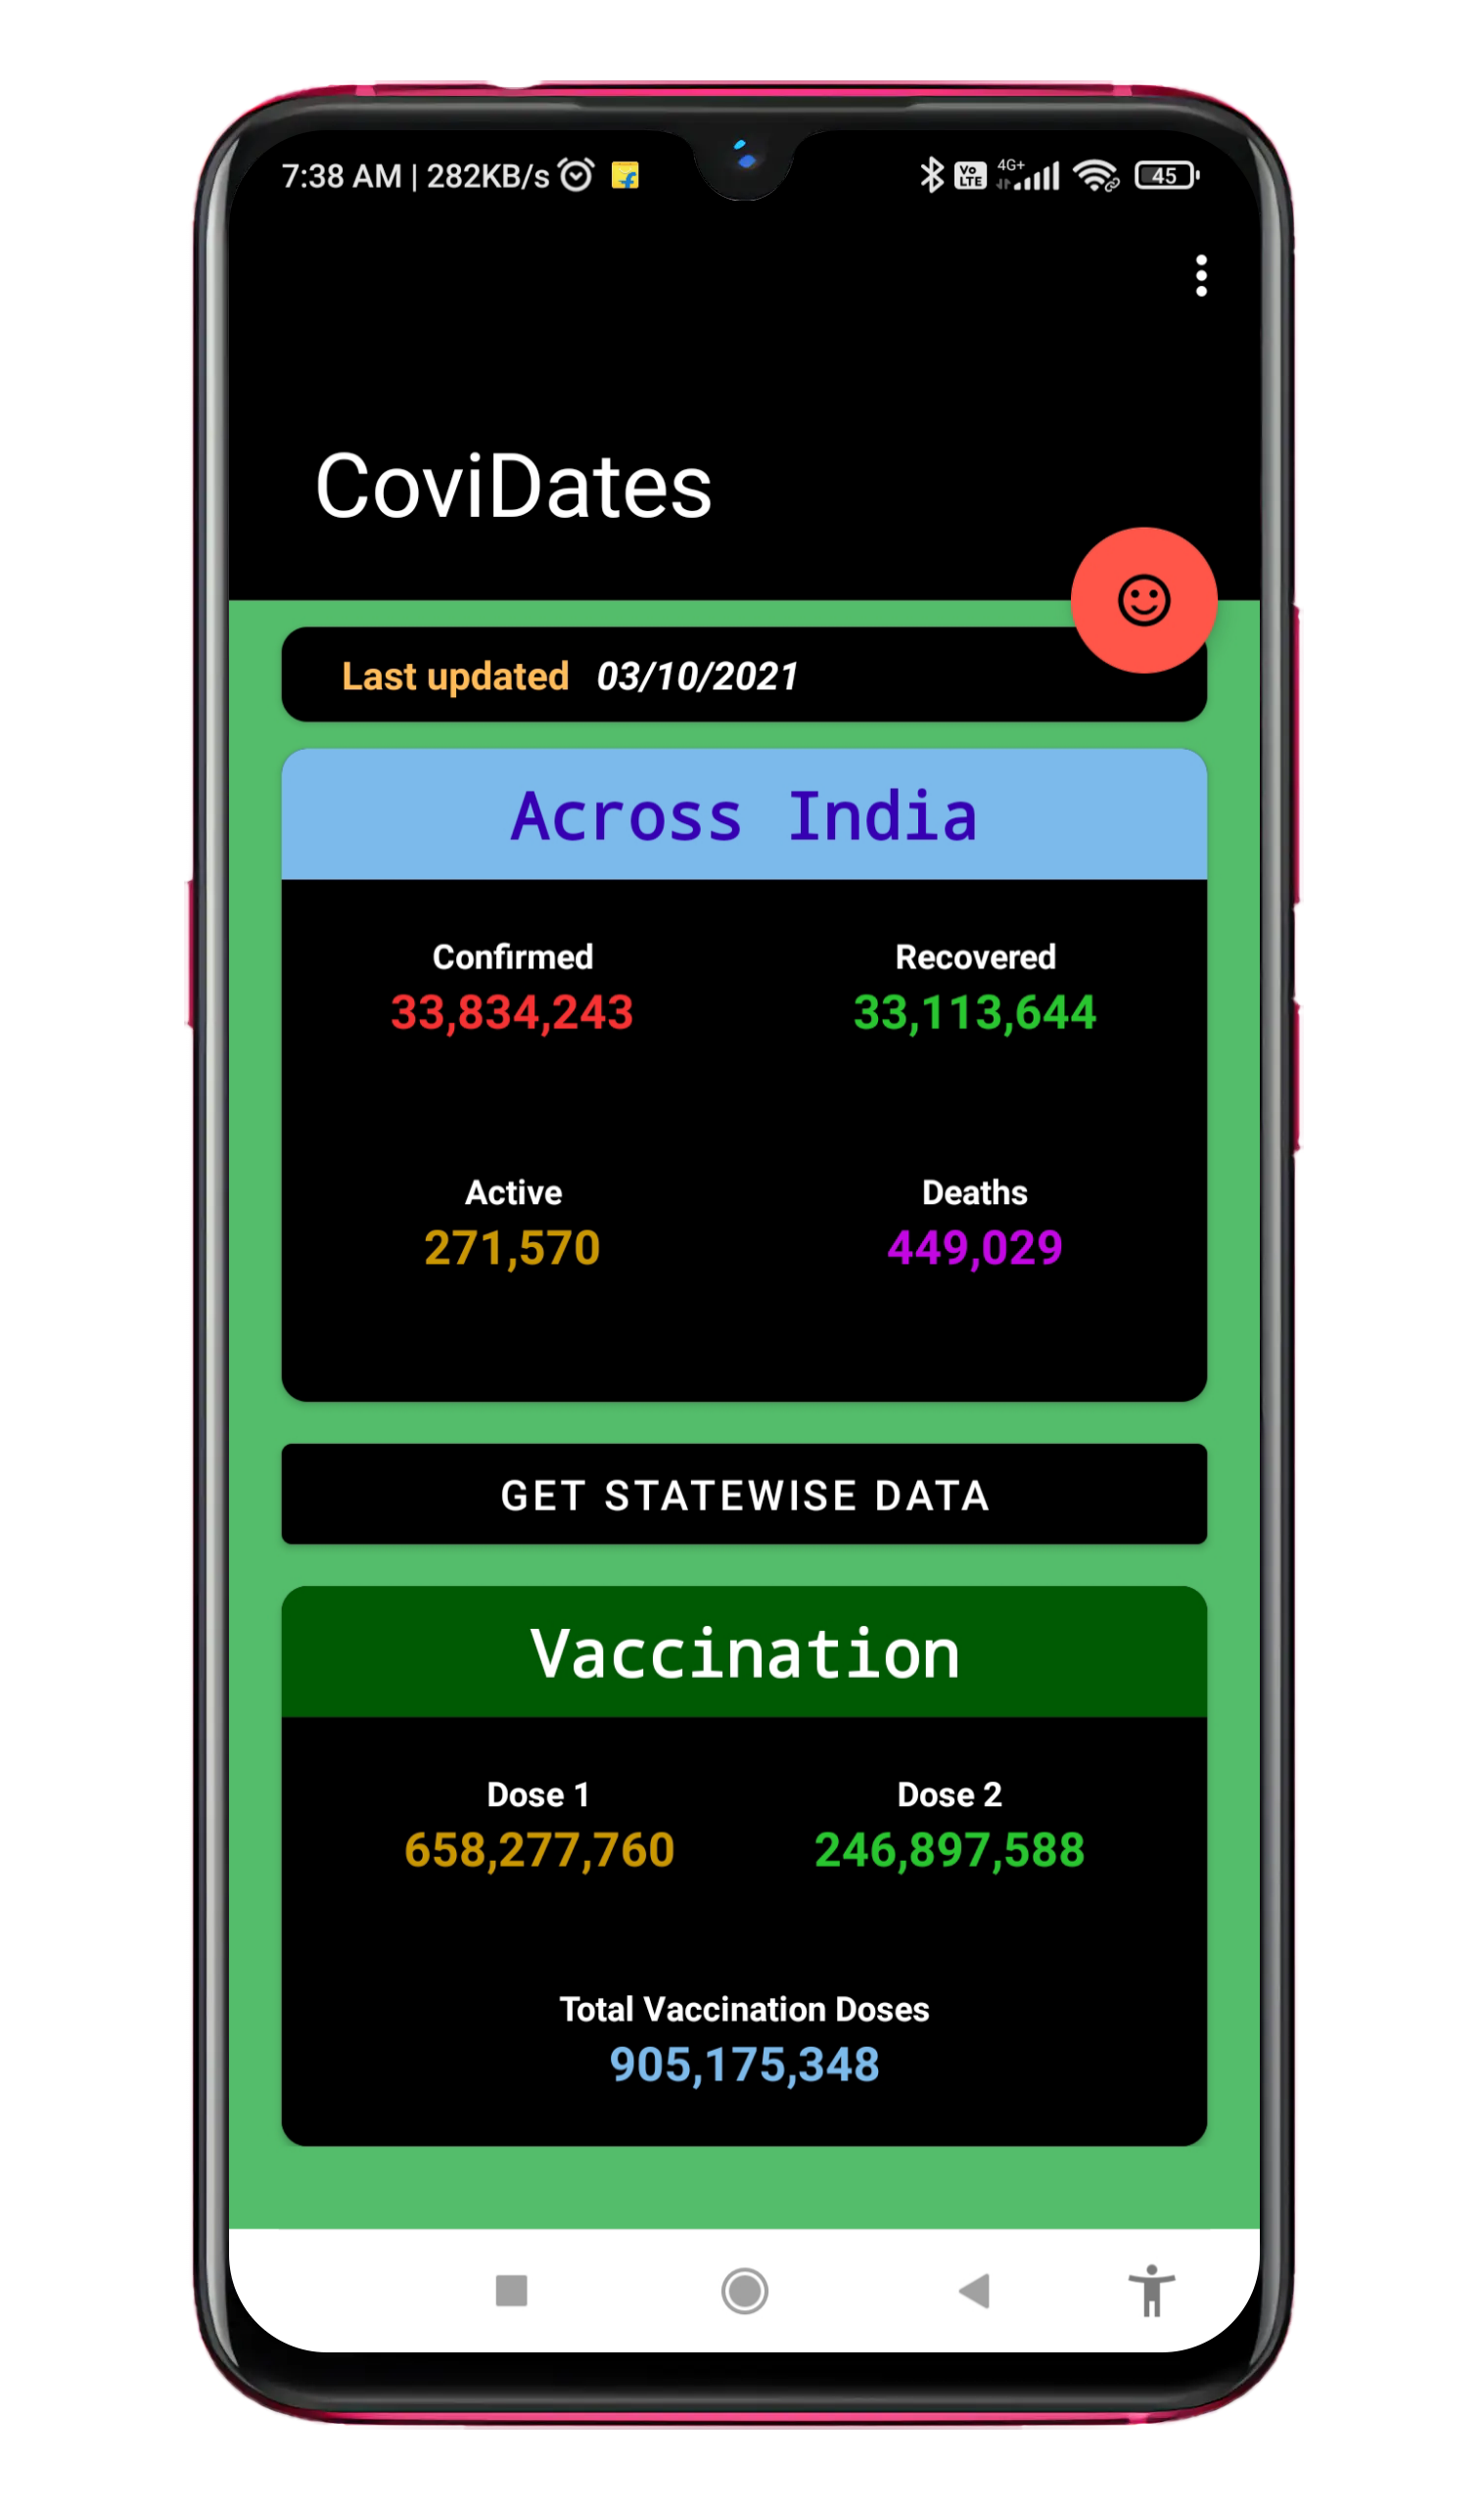 7:38 AM | 282KB/s
Vo
LTE
4G+
45
CoviDates
Last updated 03/10/2021
Across India
Confirmed Recovered
33,834,243 33,113,644
Active Deaths
271,570 449,029
GET STATEWISE DATA
Vaccination
Dose 1 Dose 2
658,277,760 246,897,588
Total Vaccination Doses
905,175,348